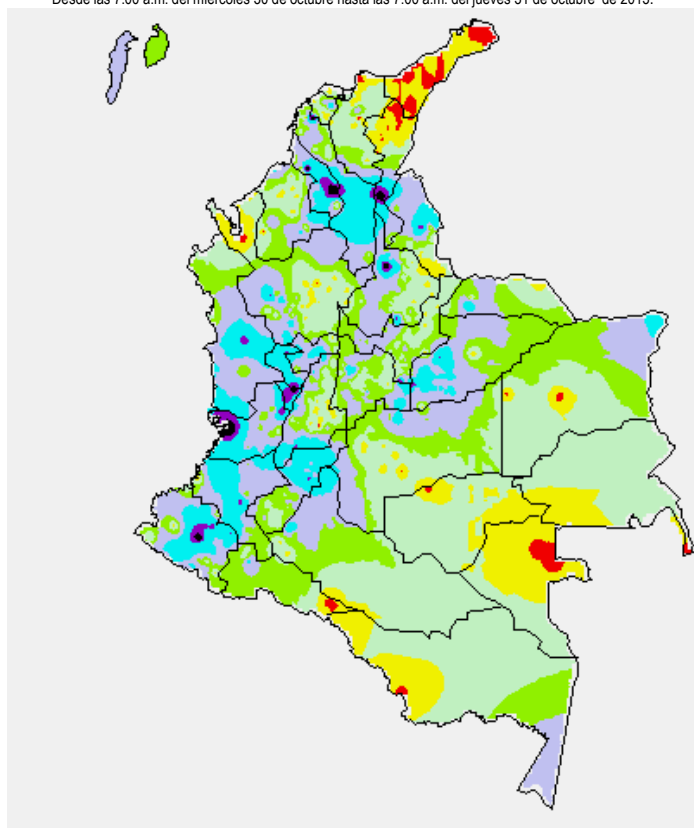 Desde las 7:00 a.m. del miércoles 30 de octubre hasta las 7:00 a.m. del jueves 31 de octubre de 2013.